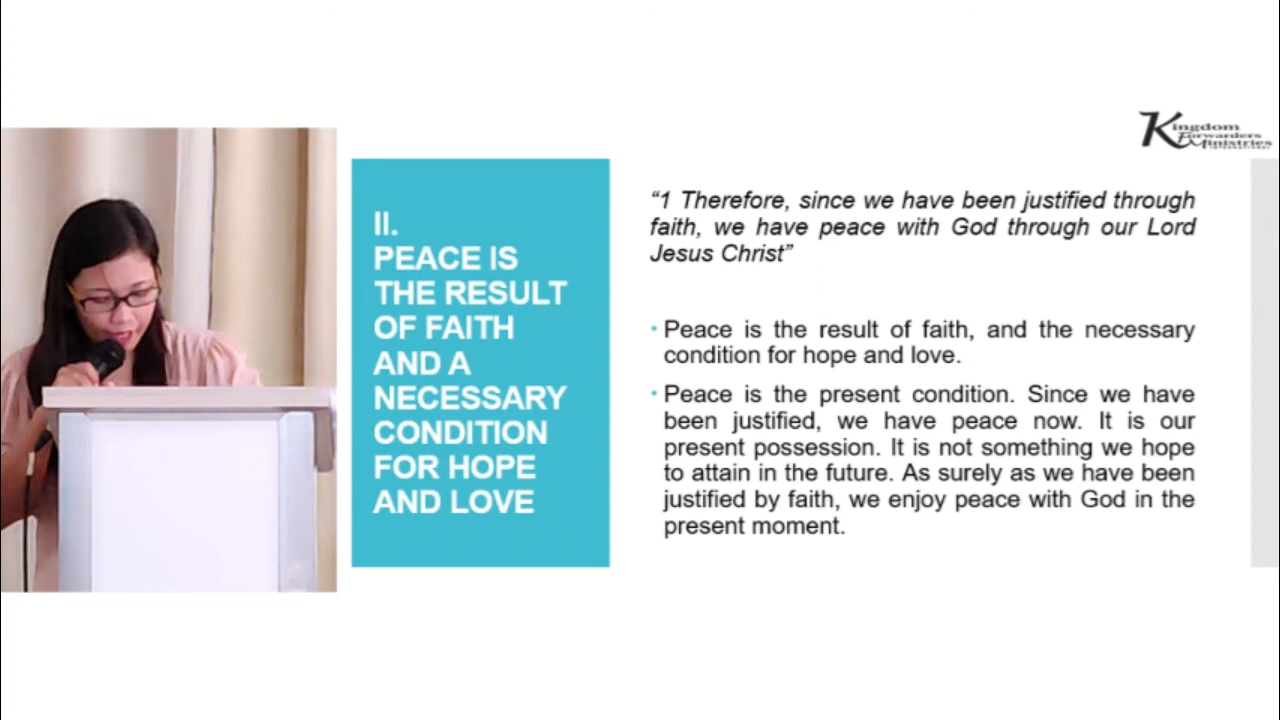 Kingdom
Forwarders
Ministries
INTERNATIONAL
II.
PEACE IS
THE RESULT
OF FAITH
AND A
NECESSARY
CONDITION
FOR HOPE
AND LOVE
“1 Therefore, since we have been justified through
faith, we have peace with God through our Lord
Jesus Christ”
• Peace is the result of faith, and the necessary
condition for hope and love.
• Peace is the present condition. Since we have
been justified, we have peace now. It is our
present possession. It is not something we hope
to attain in the future. As surely as we have been
justified by faith, we enjoy peace with God in the
present moment.